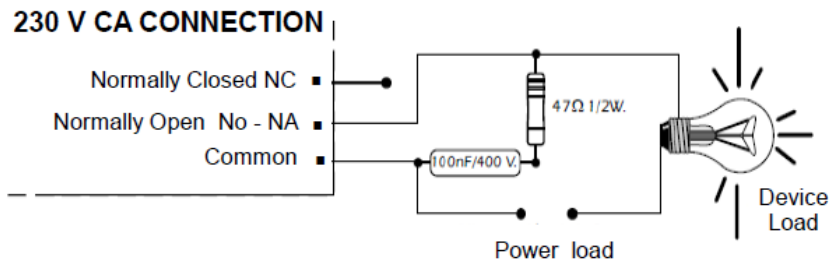 230 V CA CONNECTION
Normally Closed NC
Normally Open No - NA
Common
47Ω 1/2W.
100nF/400 V.
Device
Load
Power load